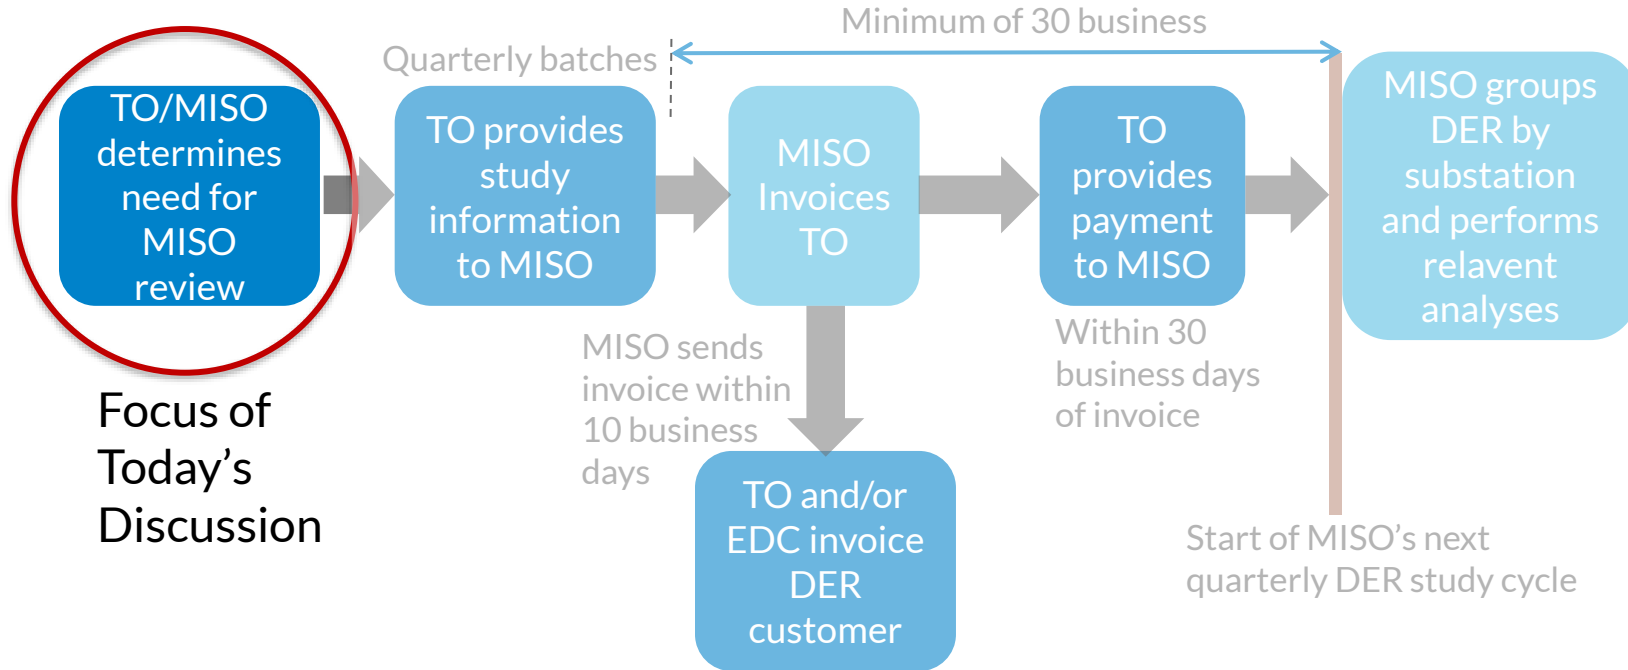 Minimum of 30 business
Quarterly batches
TO/MISO
determines
need for
MISO
review
TO provides
study
information
to MISO
MISO
Invoices
TO
TO
provides
payment
to MISO
MISO groups
DER by
substation
and performs
relavent
analyses
Focus of
Today's
Discussion
MISO sends
invoice within
10 business
days
Within 30
business days
of invoice
TO and/or
EDC invoice
DER
customer
Start of MISO's next
quarterly DER study cycle